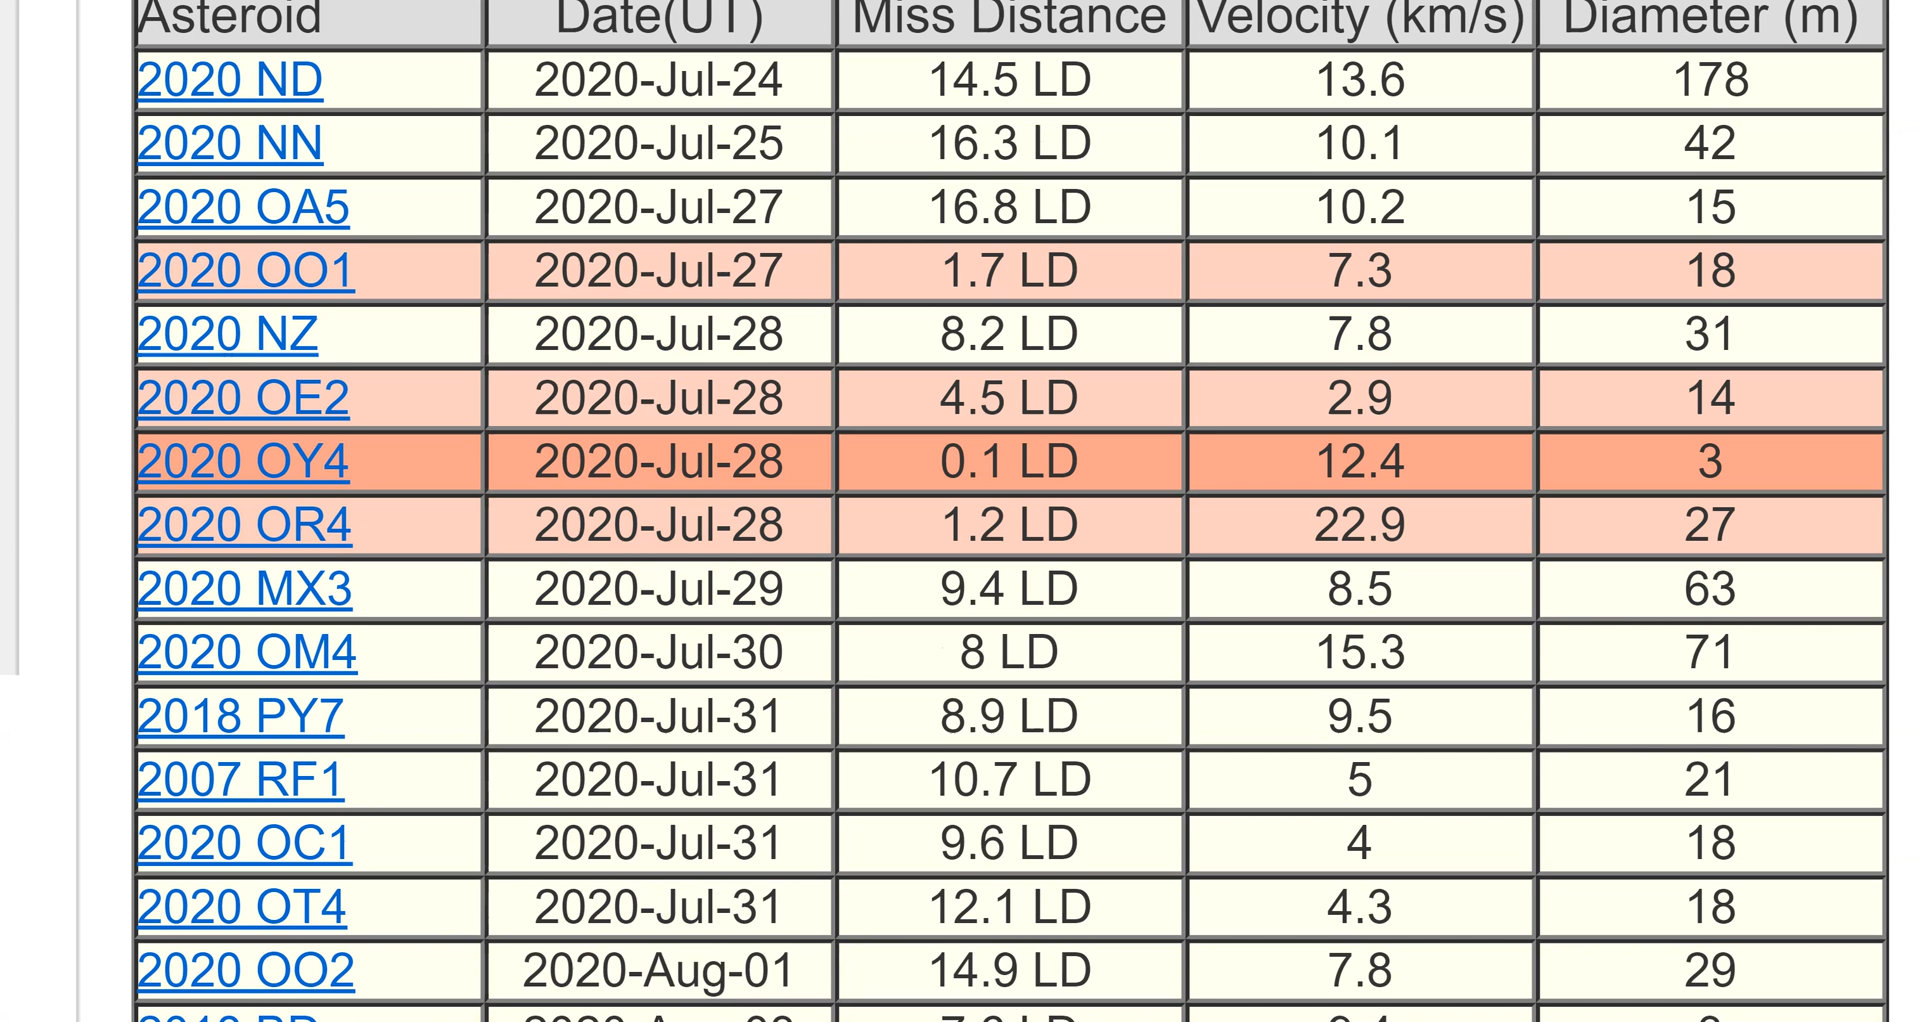 Asteroid Date(UT) Miss Distance Velocity (km/s) Diameter (m)
2020 ND 2020-Jul-24 14.5 LD 13.6 178
2020 NN 2020-Jul-25 16.3 LD 10.1 42
2020 OA5 2020-Jul-27 16.8 LD 10.2 15
2020 OO1 2020-Jul-27 1.7 LD 7.3 18
2020 NZ 2020-Jul-28 8.2 LD 7.8 31
2020 OE2 2020-Jul-28 4.5 LD 2.9 14
2020 OY4 2020-Jul-28 0.1 LD 12.4 3
2020 OR4 2020-Jul-28 1.2 LD 22.9 27
2020 MX3 2020-Jul-29 9.4 LD 8.5 63
2020 OM4 2020-Jul-30 8 LD 15.3 71
2018 PY7 2020-Jul-31 8.9 LD 9.5 16
2007 RF1 2020-Jul-31 10.7 LD 5 21
2020 OC1 2020-Jul-31 9.6 LD 4 18
2020 OT4 2020-Jul-31 12.1 LD 4.3 18
2020 OO2 2020-Aug-01 14.9 LD 7.8 29